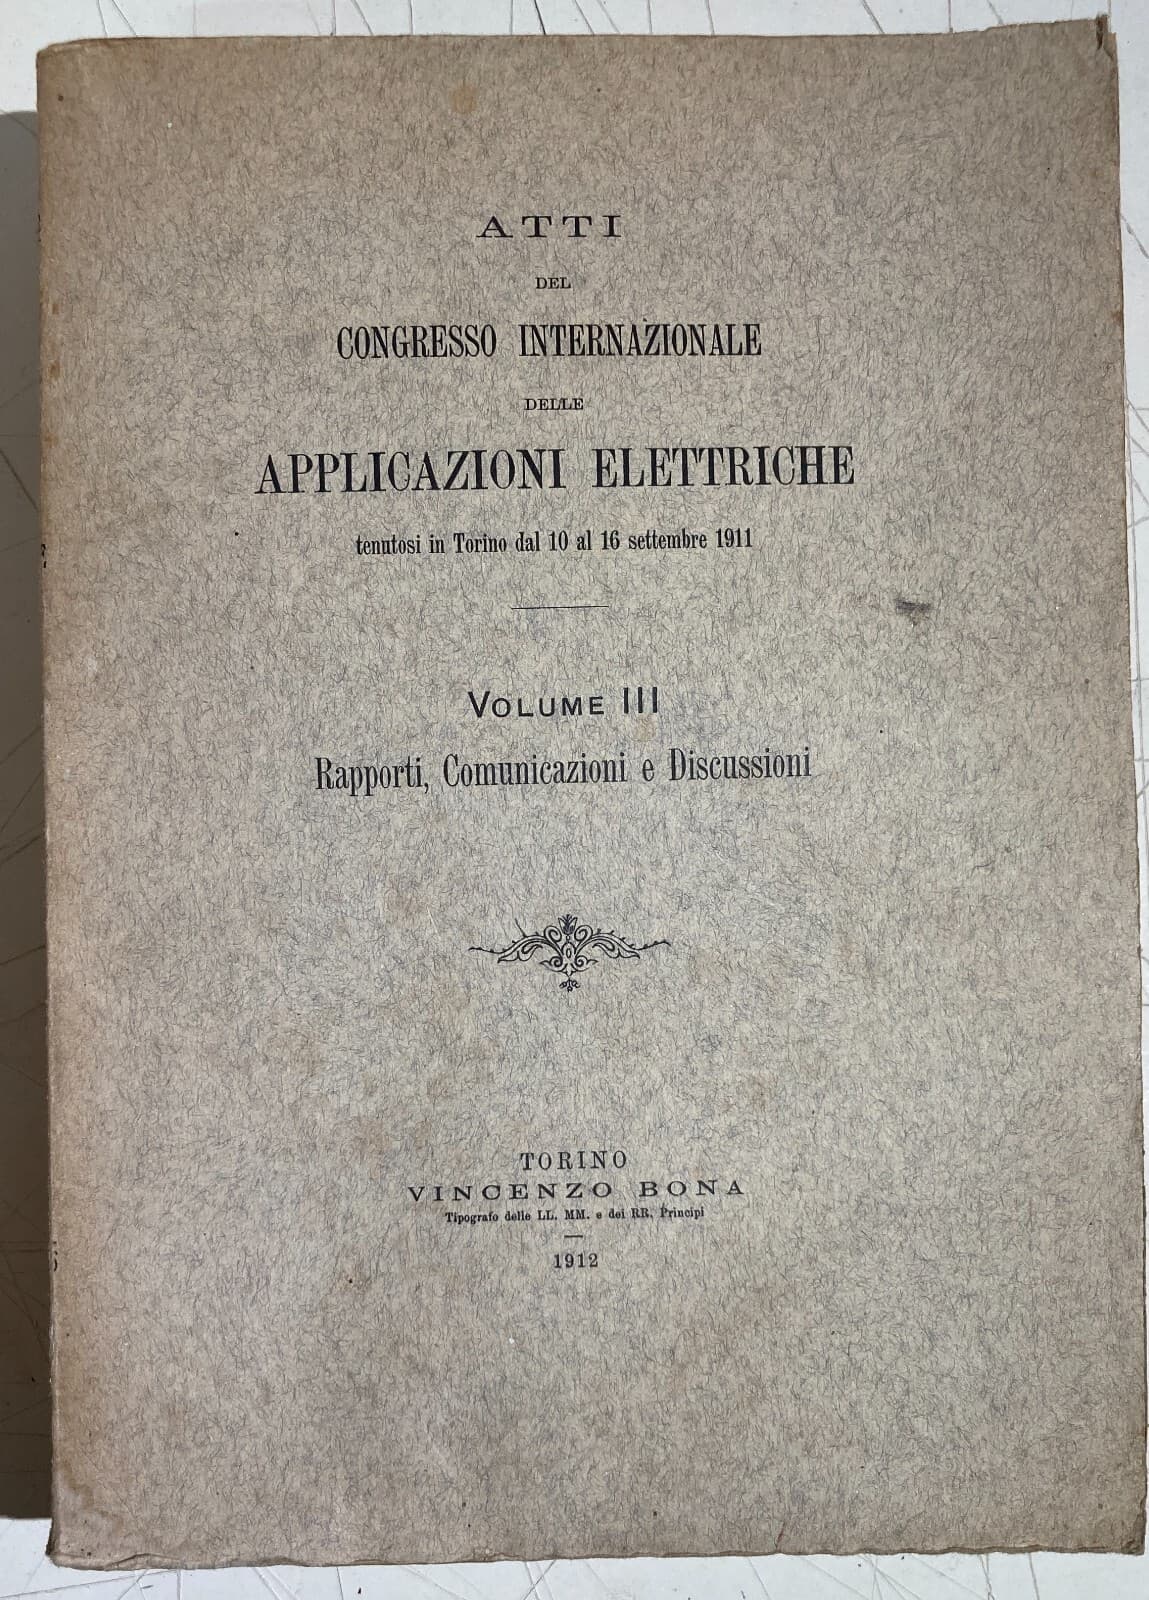 ATTI
DEL
CONGRESSO INTERNAZIONALE
DELLE
APPLICAZIONI ELETTRICHE
tenutosi in Torino dal 10 al 16 settembre 1911
VOLUME III
Rapporti, Comunicazioni e Discussioni
TORINO
VINCENZO BONA
Tipografo delle LL. MM. e dei RR. Principi
1912